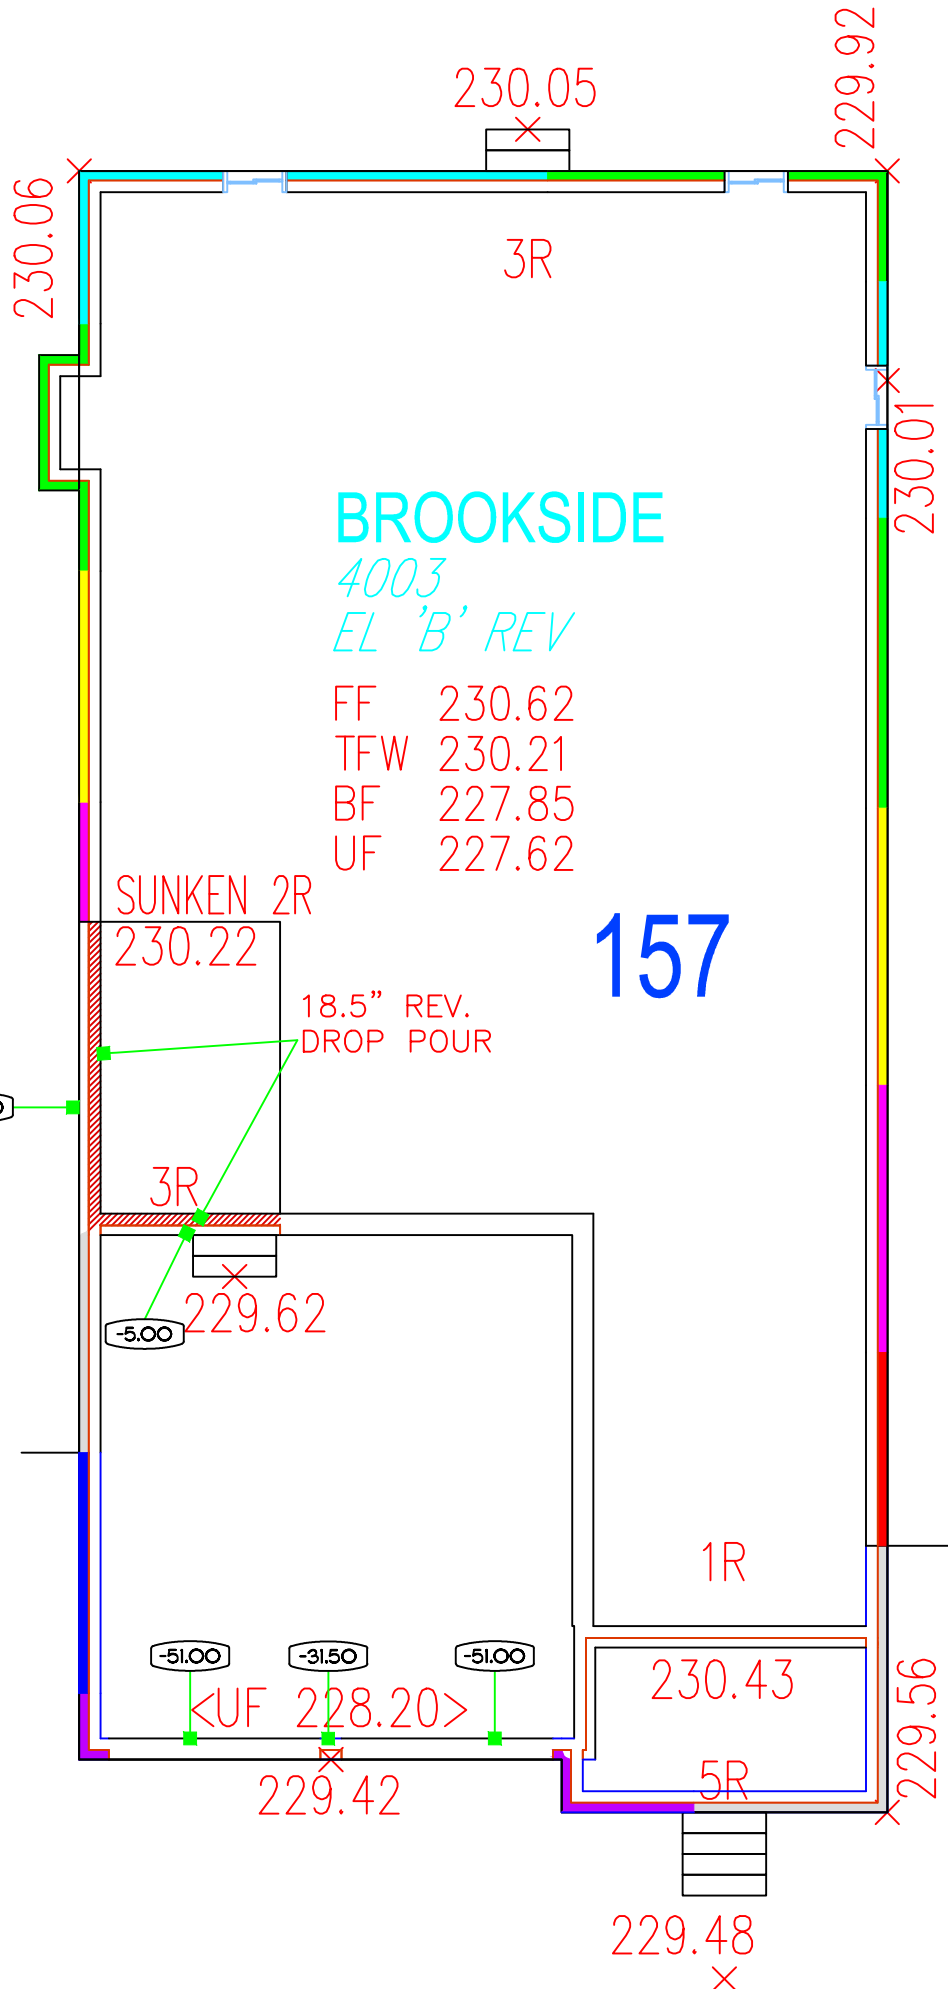 229.92
230.05
230.06
3R
230.01
BROOKSIDE
4003
EL 'B' REV
FF 230.62
TFW 230.21
BF 227.85
UF 227.62
SUNKEN 2R
230.22
157
18.5” REV.
DROP POUR
3R
229.62
-5.00
1R
-51.00
-31.50
-51.00
<UF 228.20>
230.43
229.56
5R
229.42
229.48